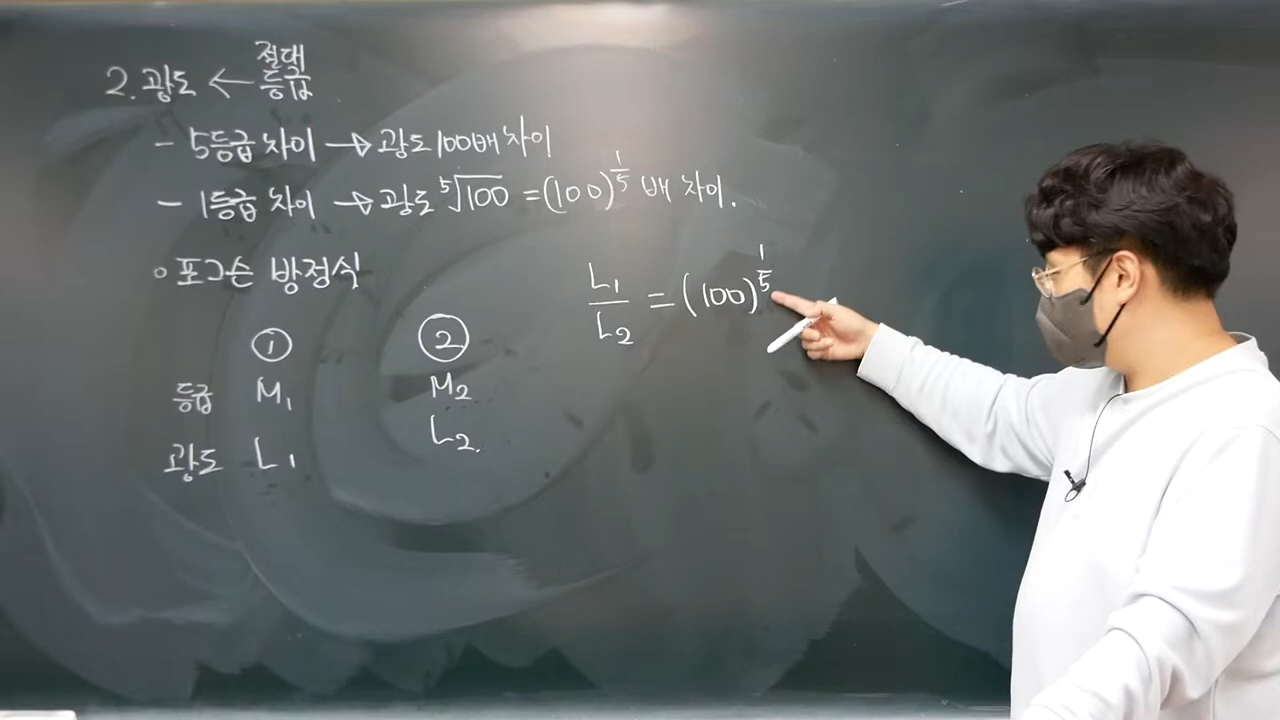 2. 광도 ← 절대 등급
- 5등급 차이 → 광도 100배 차이
- 1등급 차이 → 광도 ⁵√100 = (100)^(1/5) 배 차이.
○ 포그슨 방정식
L₁/L₂ = (100)^(1/5)
① ②
등급 M₁ M₂
광도 L₁ L₂.